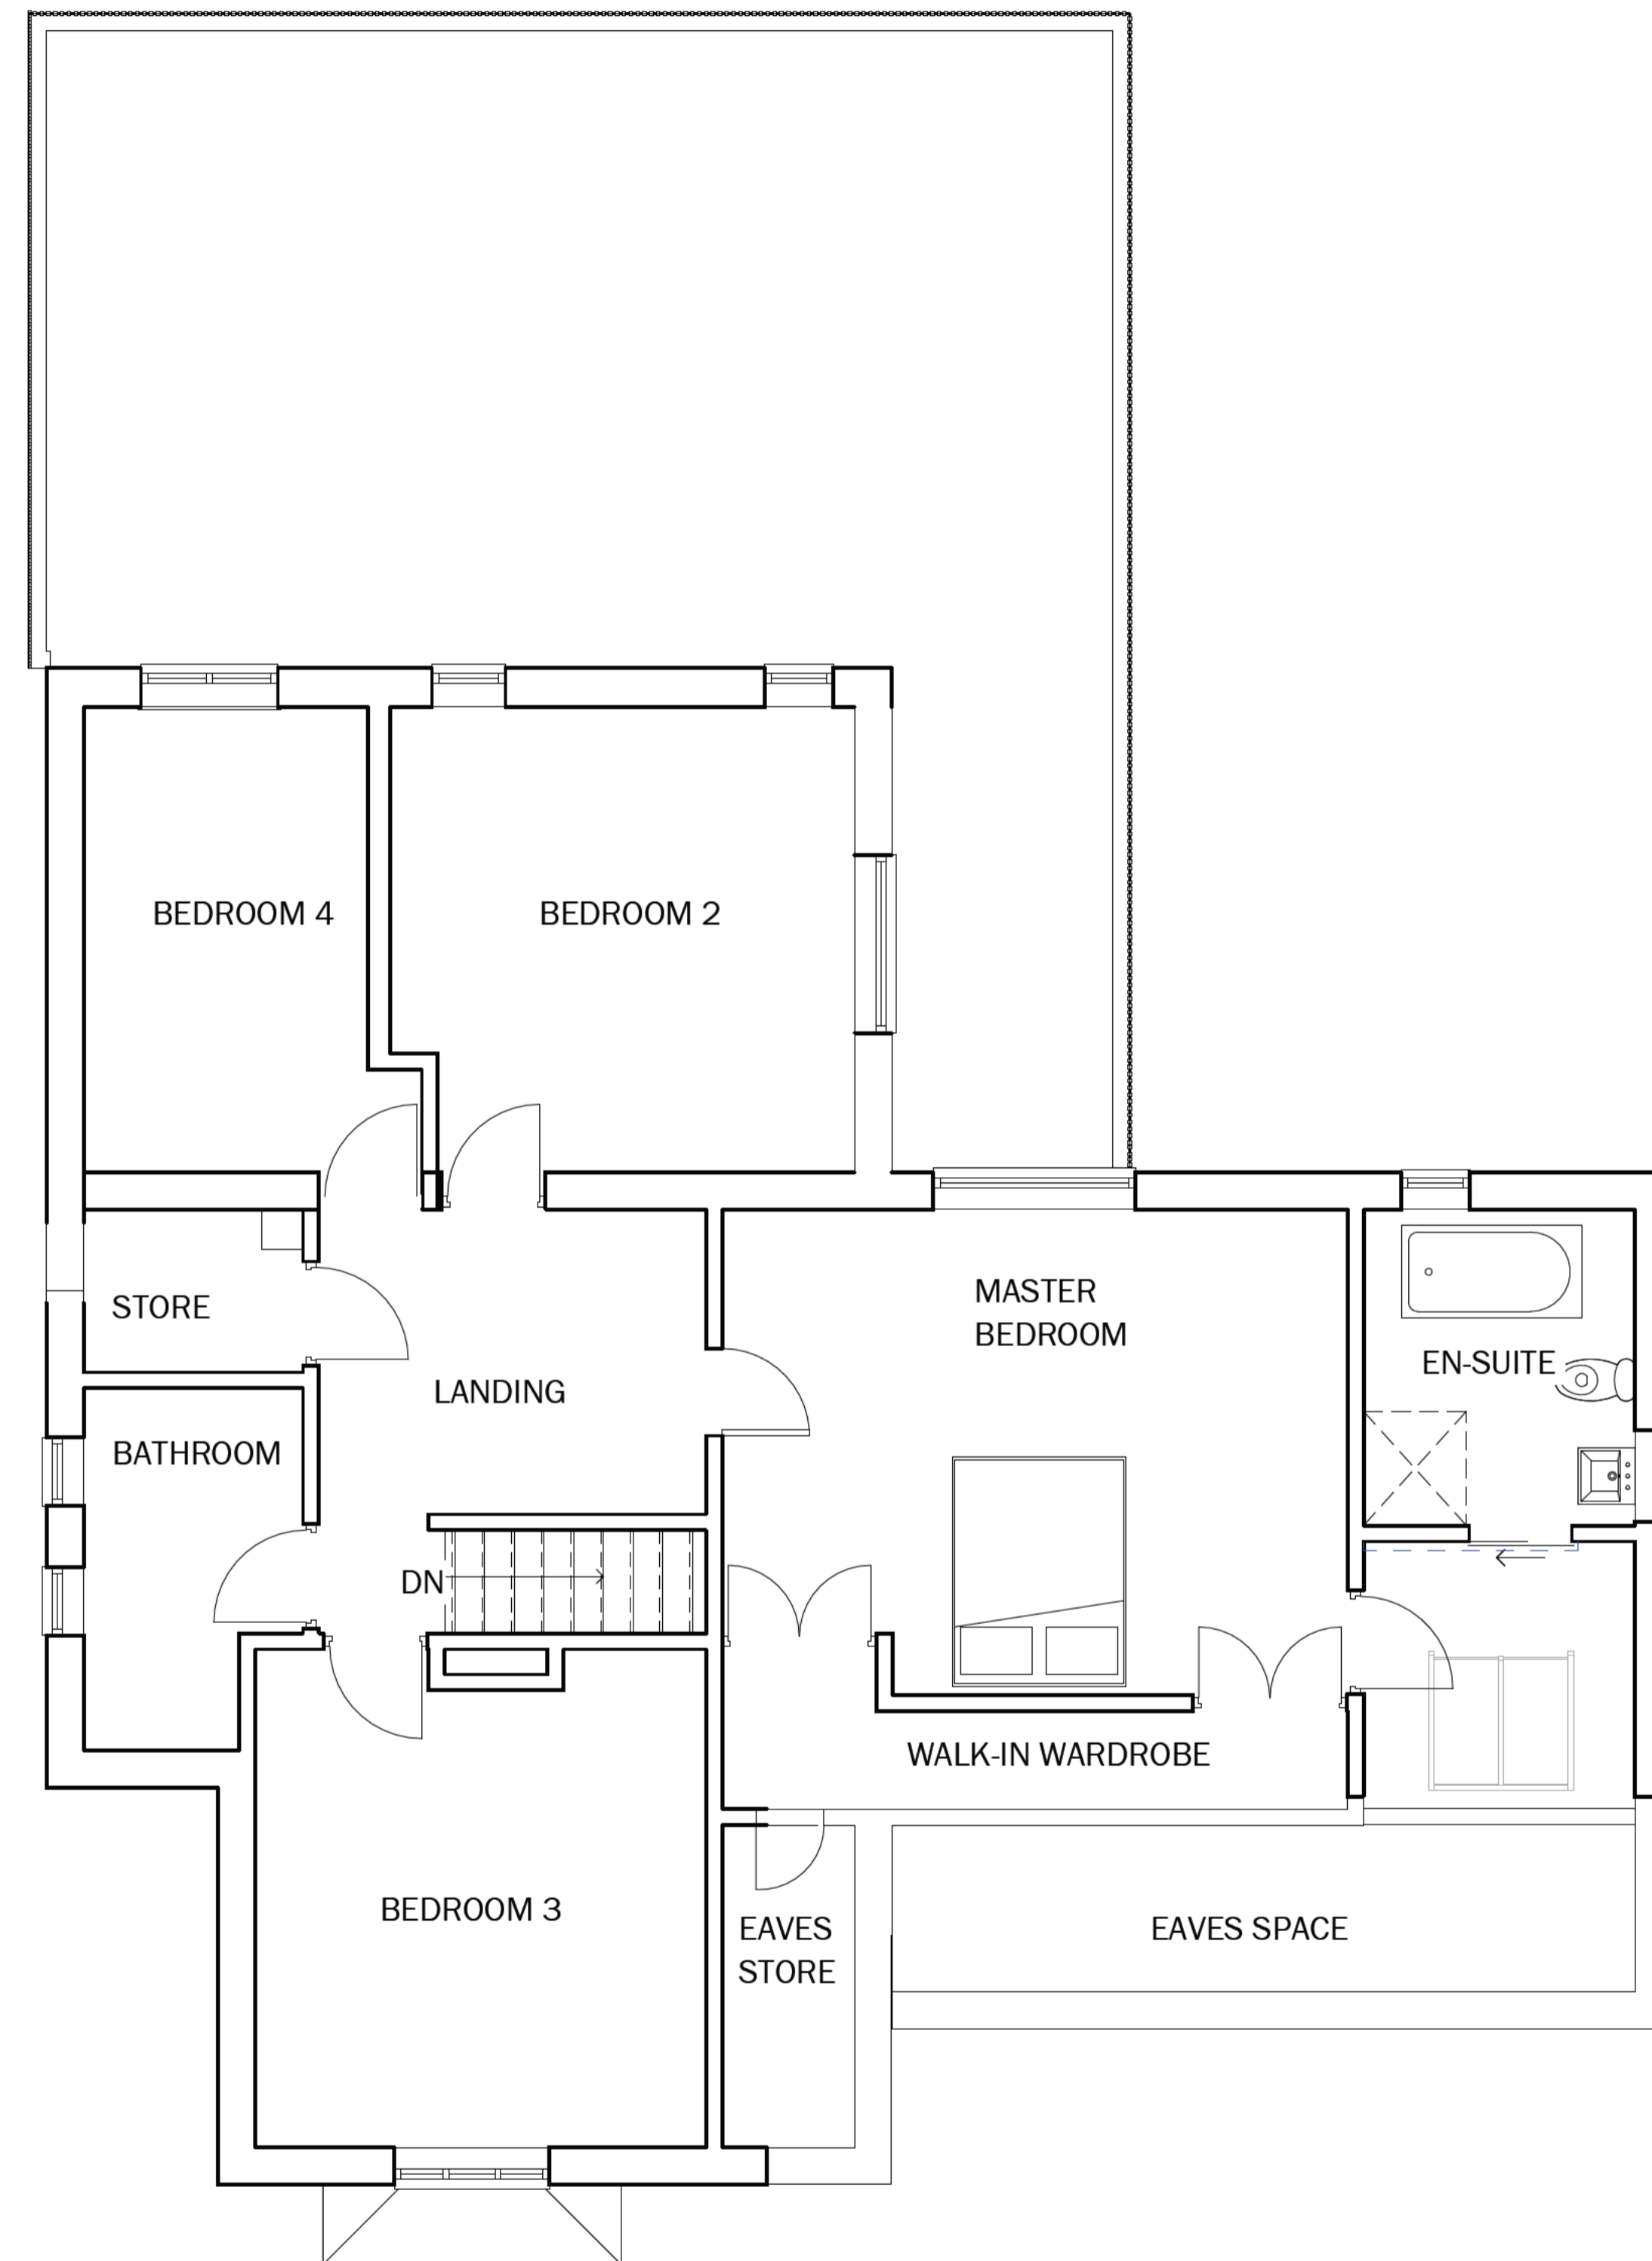 BEDROOM 4
BEDROOM 2
STORE
MASTER
BEDROOM
EN-SUITE
LANDING
BATHROOM
DN
WALK-IN WARDROBE
BEDROOM 3
EAVES
STORE
EAVES SPACE